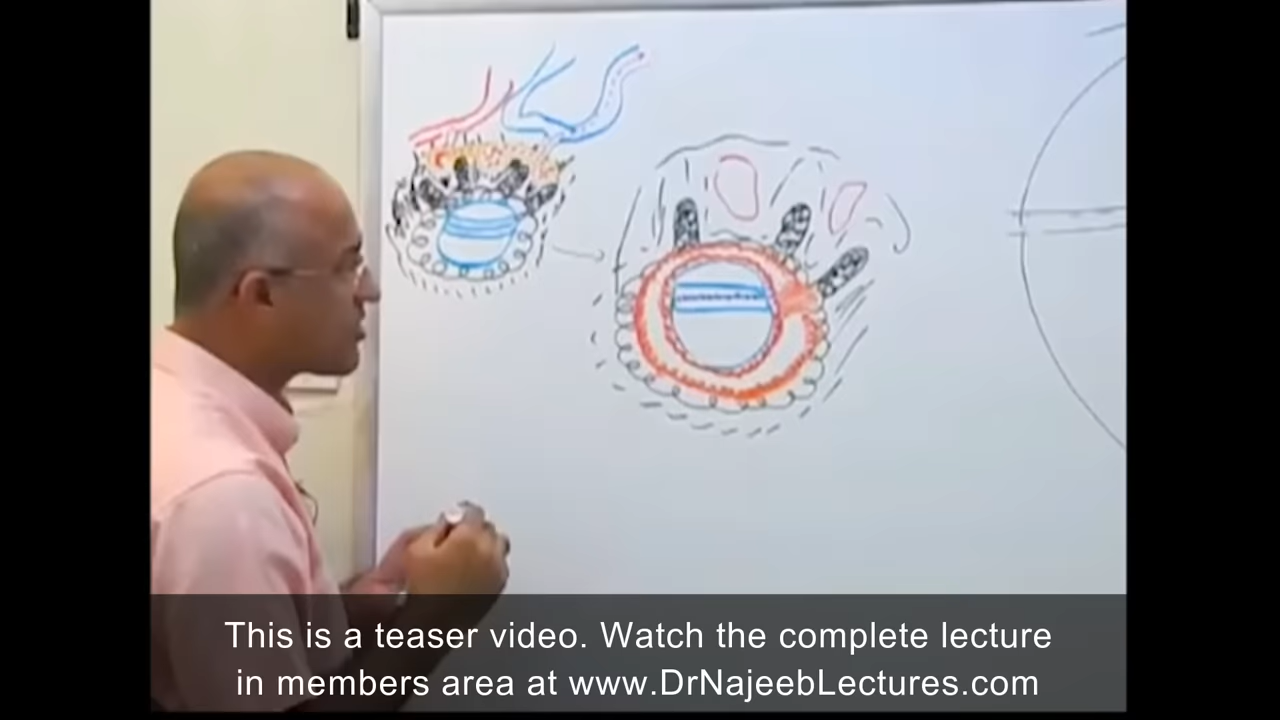 This is a teaser video. Watch the complete lecture
in members area at www.DrNajeebLectures.com